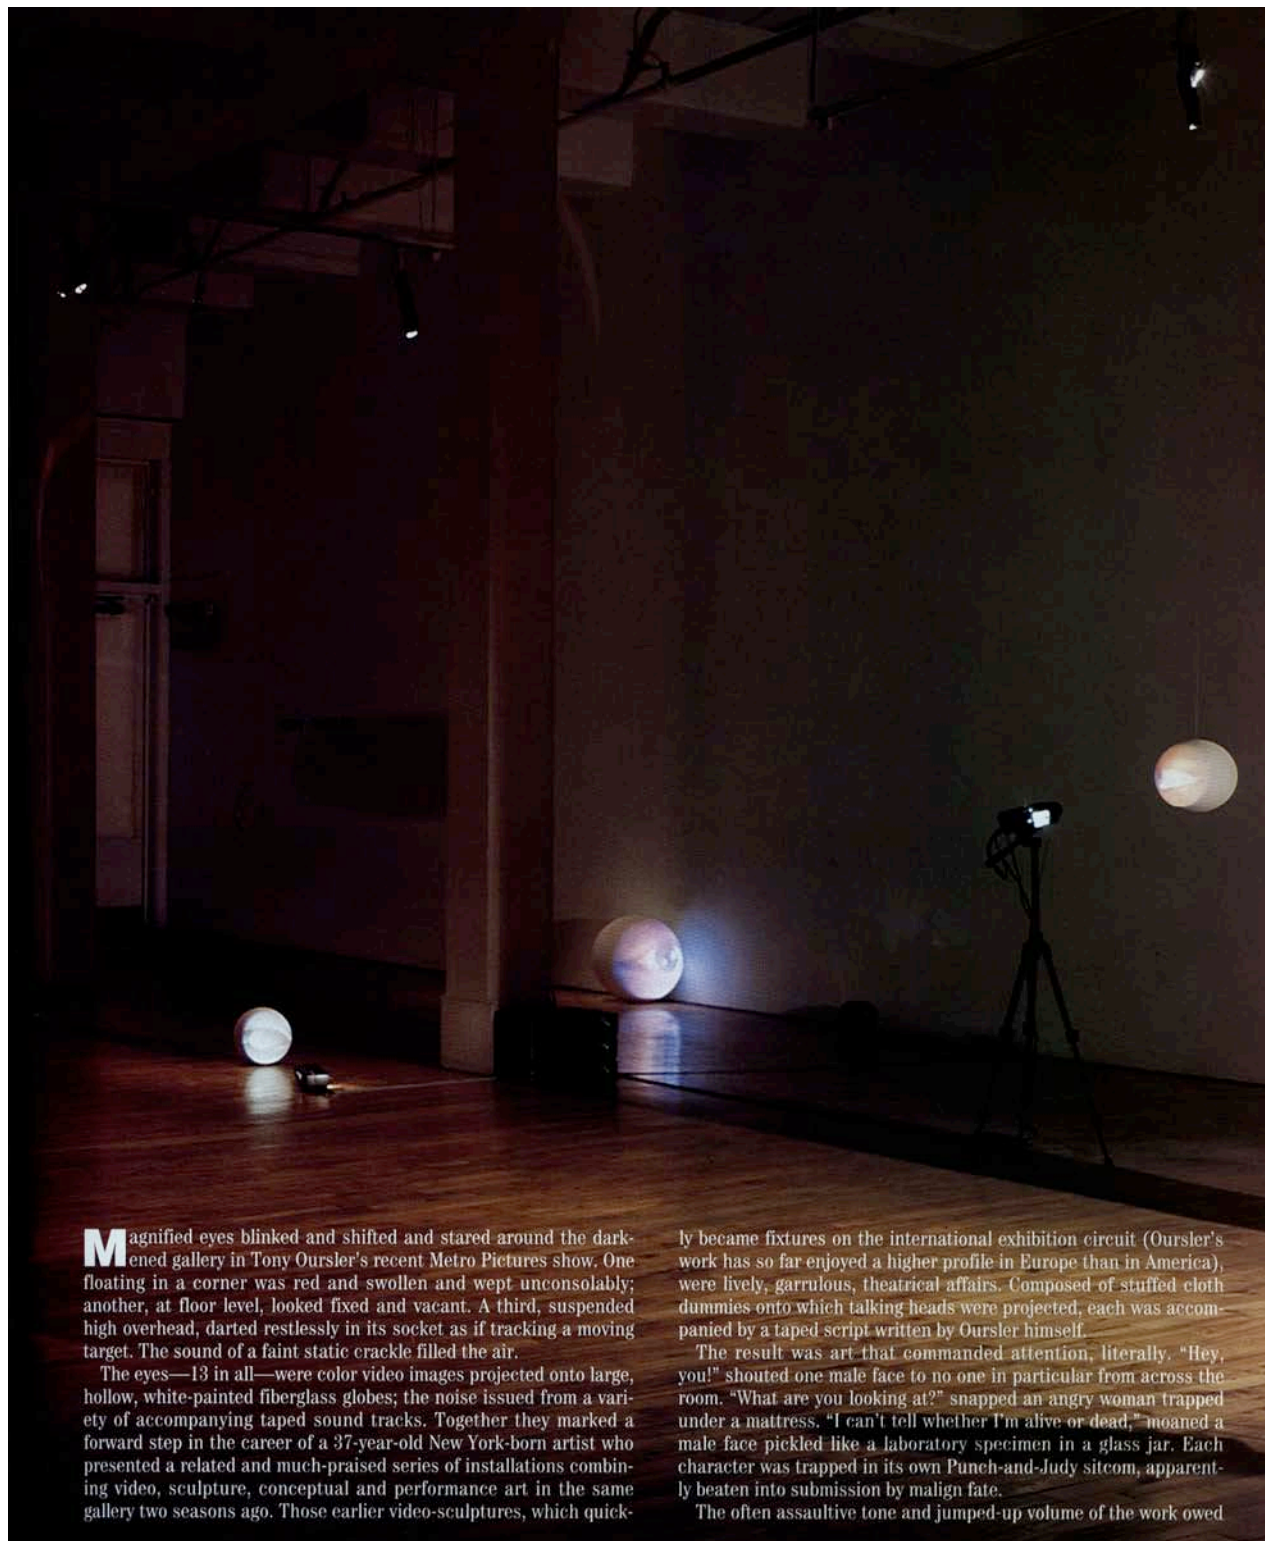 Magnified eyes blinked and shifted and stared around the dark-
ened gallery in Tony Oursler's recent Metro Pictures show. One
floating in a corner was red and swollen and wept unconsolably;
another, at floor level, looked fixed and vacant. A third, suspended
high overhead, darted restlessly in its socket as if tracking a moving
target. The sound of a faint static crackle filled the air.
The eyes—13 in all—were color video images projected onto large,
hollow, white-painted fiberglass globes; the noise issued from a vari-
ety of accompanying taped sound tracks. Together they marked a
forward step in the career of a 37-year-old New York-born artist who
presented a related and much-praised series of installations combin-
ing video, sculpture, conceptual and performance art in the same
gallery two seasons ago. Those earlier video-sculptures, which quick-
ly became fixtures on the international exhibition circuit (Oursler's
work has so far enjoyed a higher profile in Europe than in America),
were lively, garrulous, theatrical affairs. Composed of stuffed cloth
dummies onto which talking heads were projected, each was accom-
panied by a taped script written by Oursler himself.
The result was art that commanded attention, literally. “Hey,
you!” shouted one male face to no one in particular from across the
room. “What are you looking at?” snapped an angry woman trapped
under a mattress. “I can't tell whether I'm alive or dead,” moaned a
male face pickled like a laboratory specimen in a glass jar. Each
character was trapped in its own Punch-and-Judy sitcom, apparent-
ly beaten into submission by malign fate.
The often assaultive tone and jumped-up volume of the work owed